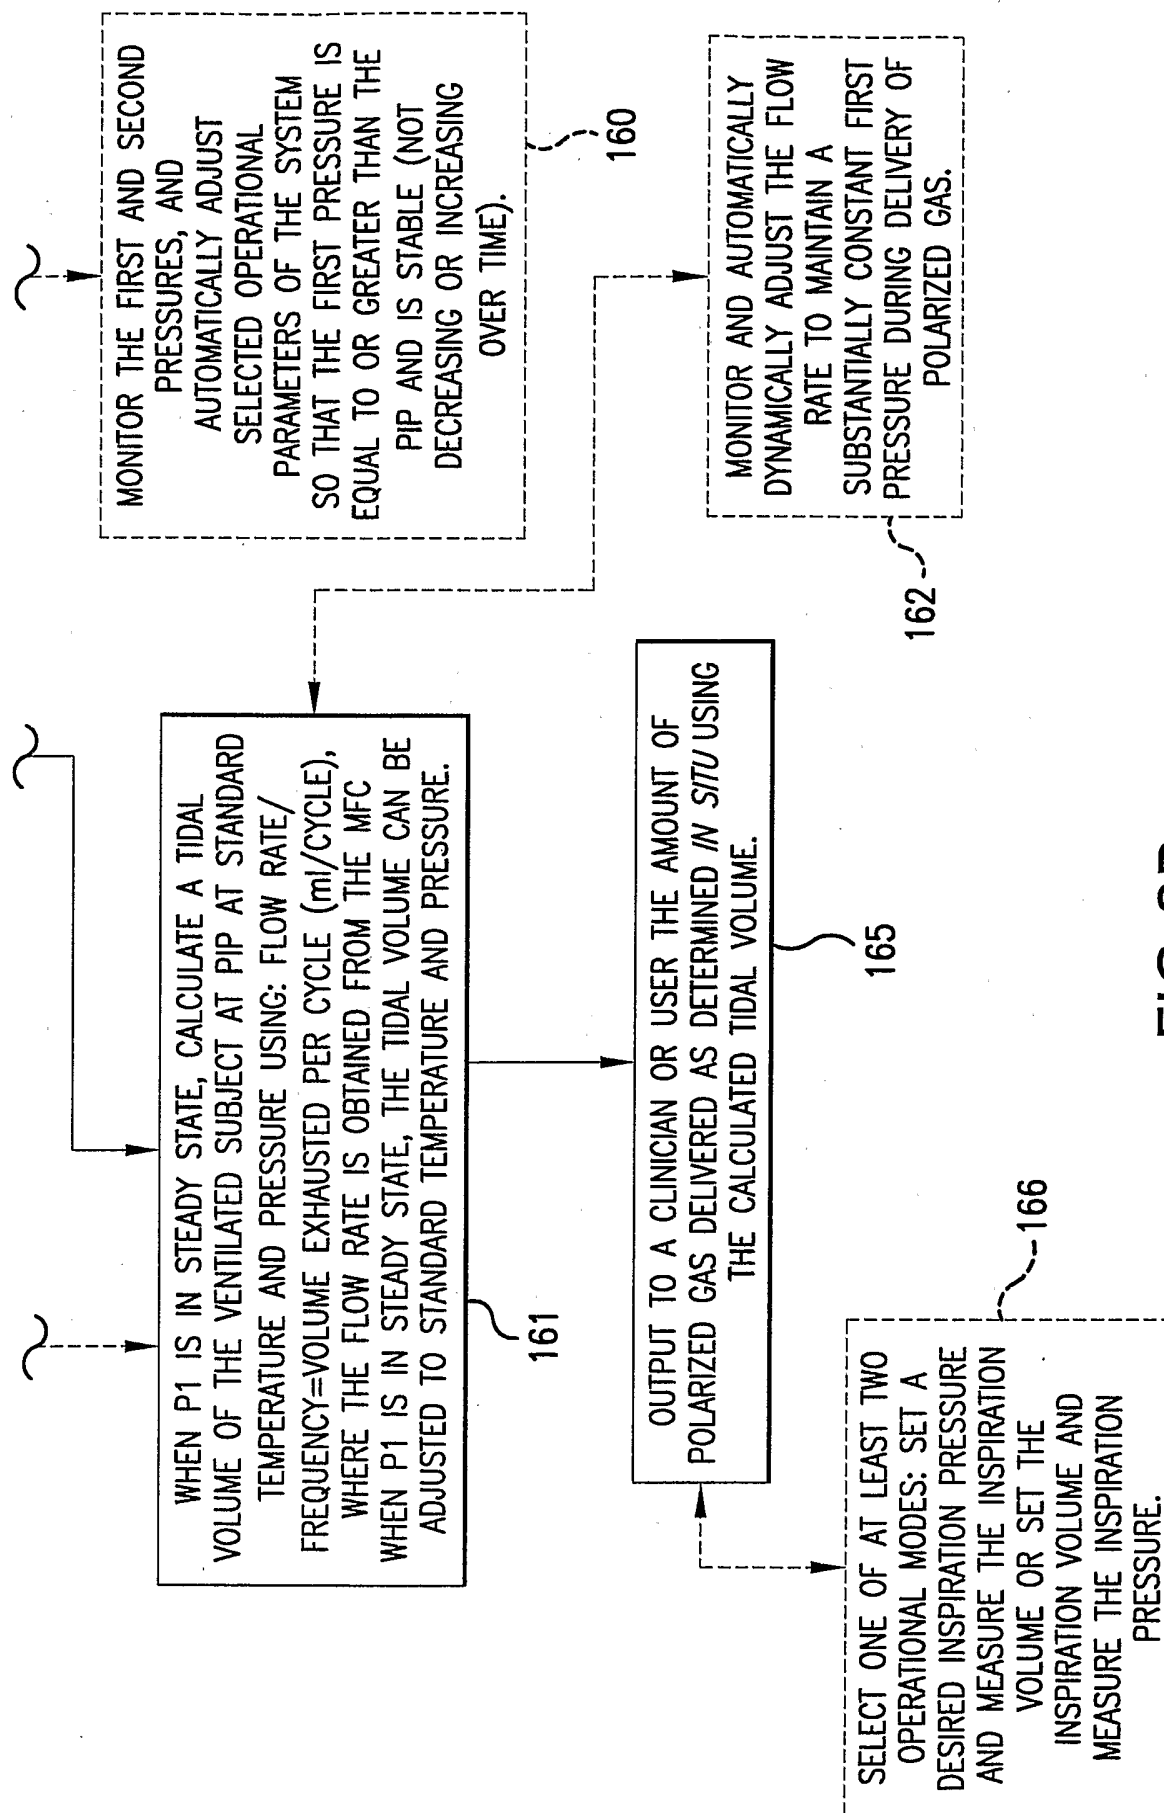 WHEN P1 IS IN STEADY STATE, CALCULATE A TIDAL
VOLUME OF THE VENTILATED SUBJECT AT PIP AT STANDARD
TEMPERATURE AND PRESSURE USING: FLOW RATE/
FREQUENCY=VOLUME EXHAUSTED PER CYCLE (ml/CYCLE),
WHERE THE FLOW RATE IS OBTAINED FROM THE MFC
WHEN P1 IS IN STEADY STATE, THE TIDAL VOLUME CAN BE
ADJUSTED TO STANDARD TEMPERATURE AND PRESSURE.
161
MONITOR THE FIRST AND SECOND
PRESSURES, AND
AUTOMATICALLY ADJUST
SELECTED OPERATIONAL
PARAMETERS OF THE SYSTEM
SO THAT THE FIRST PRESSURE IS
EQUAL TO OR GREATER THAN THE
PIP AND IS STABLE (NOT
DECREASING OR INCREASING
OVER TIME).
160
OUTPUT TO A CLINICIAN OR USER THE AMOUNT OF
POLARIZED GAS DELIVERED AS DETERMINED IN SITU USING
THE CALCULATED TIDAL VOLUME.
165
MONITOR AND AUTOMATICALLY
DYNAMICALLY ADJUST THE FLOW
RATE TO MAINTAIN A
SUBSTANTIALLY CONSTANT FIRST
PRESSURE DURING DELIVERY OF
POLARIZED GAS.
162
SELECT ONE OF AT LEAST TWO
OPERATIONAL MODES: SET A
DESIRED INSPIRATION PRESSURE
AND MEASURE THE INSPIRATION
VOLUME OR SET THE
INSPIRATION VOLUME AND
MEASURE THE INSPIRATION
PRESSURE.
166